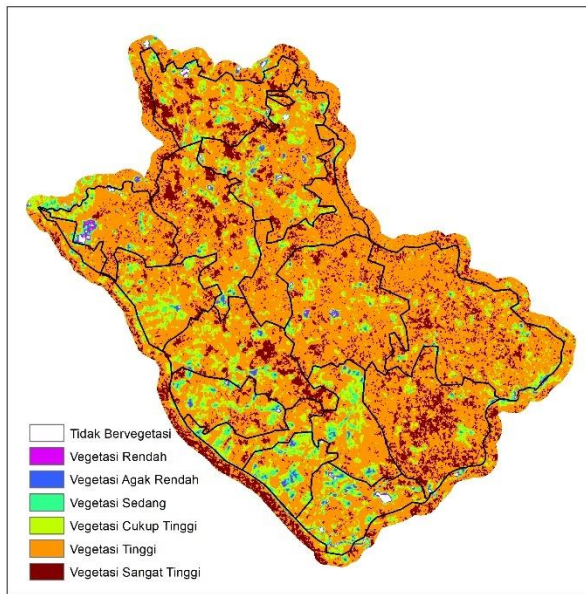 Tidak Bervegetasi
Vegetasi Rendah
Vegetasi Agak Rendah
Vegetasi Sedang
Vegetasi Cukup Tinggi
Vegetasi Tinggi
Vegetasi Sangat Tinggi